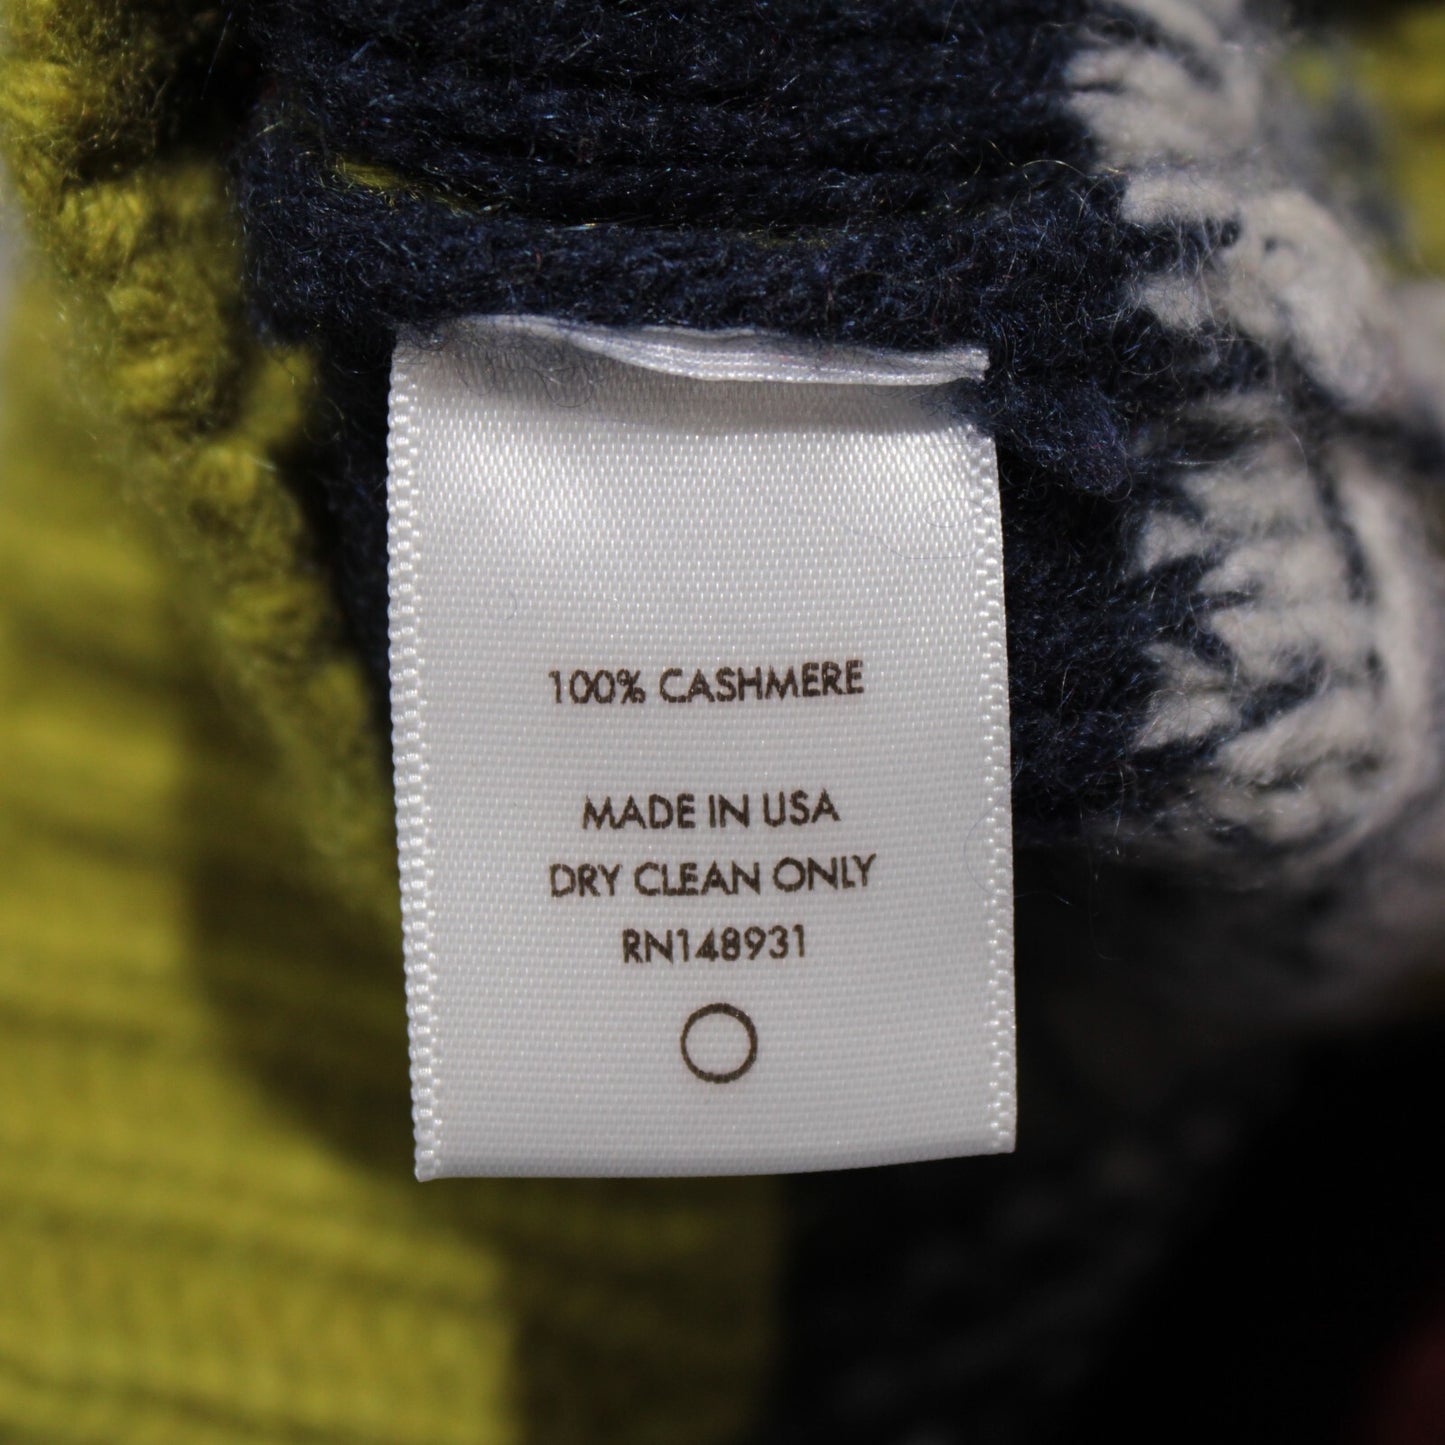 100% CASHMERE
MADE IN USA
DRY CLEAN ONLY
RN148931